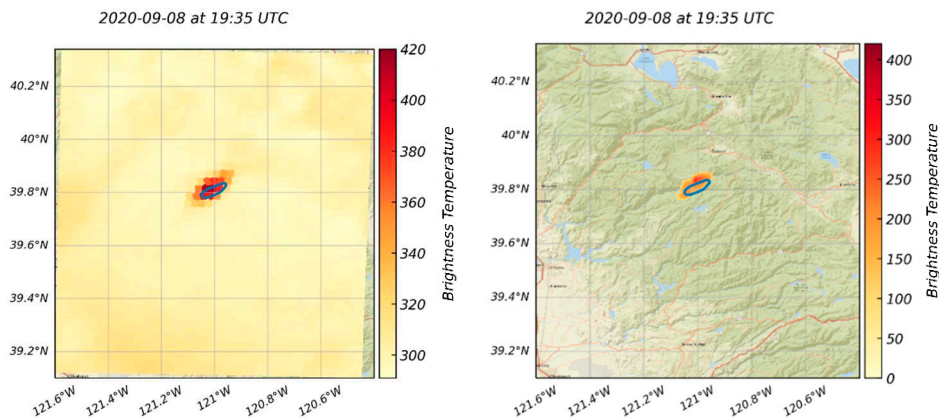 2020-09-08 at 19:35 UTC
40.2°N
40°N
39.8°N
39.6°N
39.4°N
39.2°N
121.6°W
121.4°W
121.2°W
121°W
120.8°W
120.6°W
420
400
380
360
340
320
300
Brightness Temperature
2020-09-08 at 19:35 UTC
40.2°N
40°N
39.8°N
39.6°N
39.4°N
39.2°N
121.6°W
121.4°W
121.2°W
121°W
120.8°W
120.6°W
400
350
300
250
200
150
100
50
0
Brightness Temperature